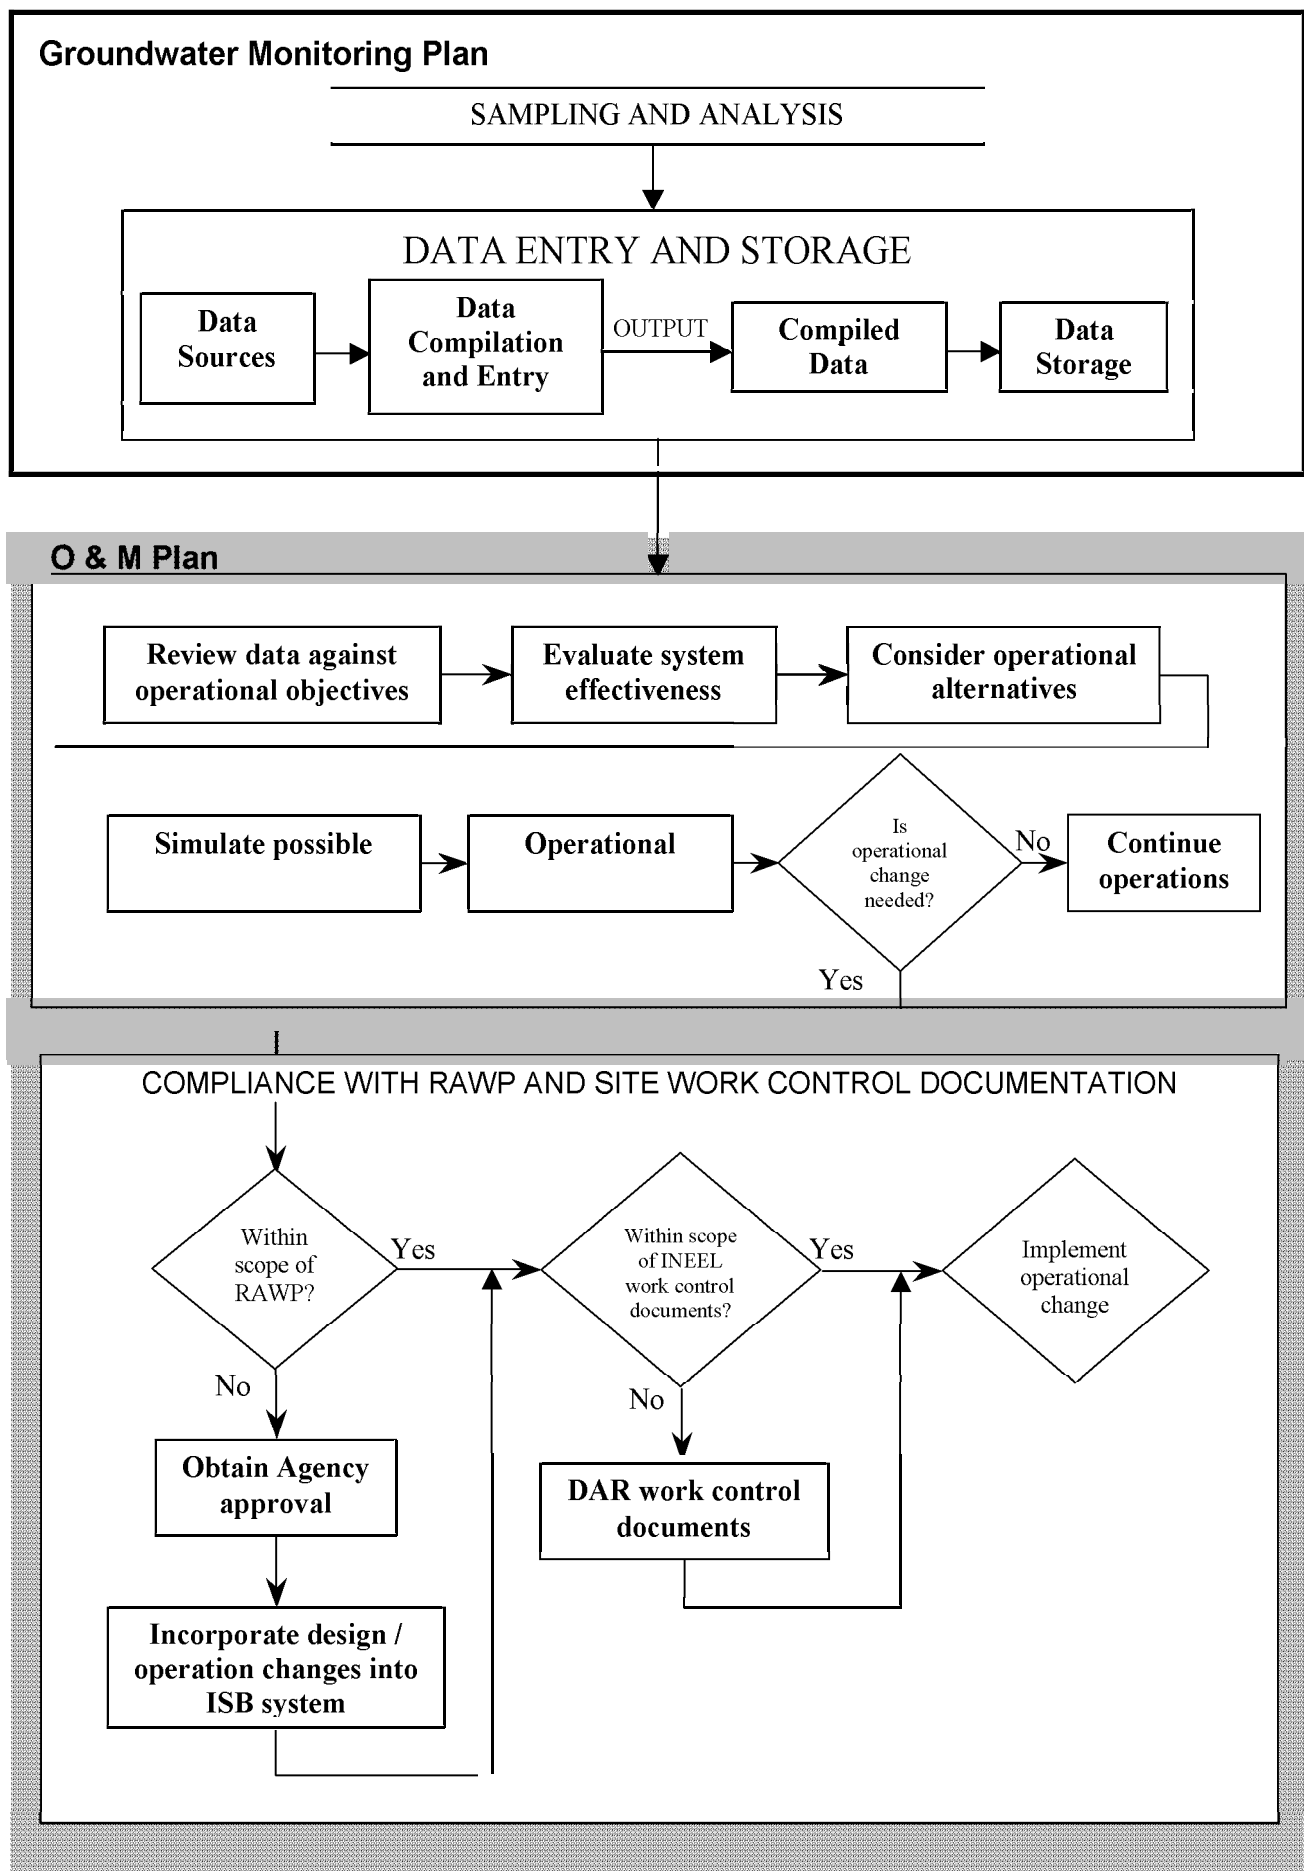 Groundwater Monitoring Plan
SAMPLING AND ANALYSIS
DATA ENTRY AND STORAGE
Data
Sources
Data
Compilation
and Entry
OUTPUT
Compiled
Data
Data
Storage
O & M Plan
Review data against
operational objectives
Evaluate system
effectiveness
Consider operational
alternatives
Simulate possible
Operational
Is
operational
change
needed?
No
Continue
operations
Yes
COMPLIANCE WITH RAWP AND SITE WORK CONTROL DOCUMENTATION
Within
scope of
RAWP?
Yes
Within scope
of INEEL
work control
documents?
Yes
Implement
operational
change
No
No
Obtain Agency
approval
DAR work control
documents
Incorporate design /
operation changes into
ISB system